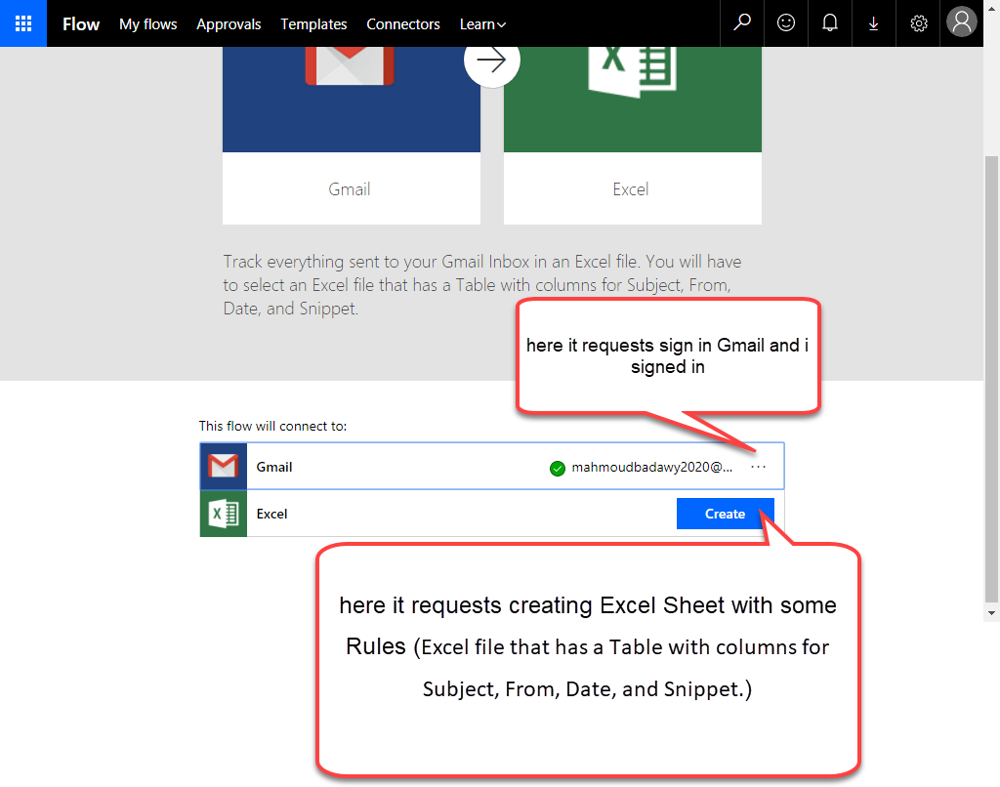 Flow My flows Approvals Templates Connectors Learn
Gmail Excel
Track everything sent to your Gmail Inbox in an Excel file. You will have
to select an Excel file that has a Table with columns for Subject, From,
Date, and Snippet.
here it requests sign in Gmail and i
signed in
This flow will connect to:
Gmail mahmoudbadawy2020@... ...
Excel Create
here it requests creating Excel Sheet with some
Rules (Excel file that has a Table with columns for
Subject, From, Date, and Snippet.)